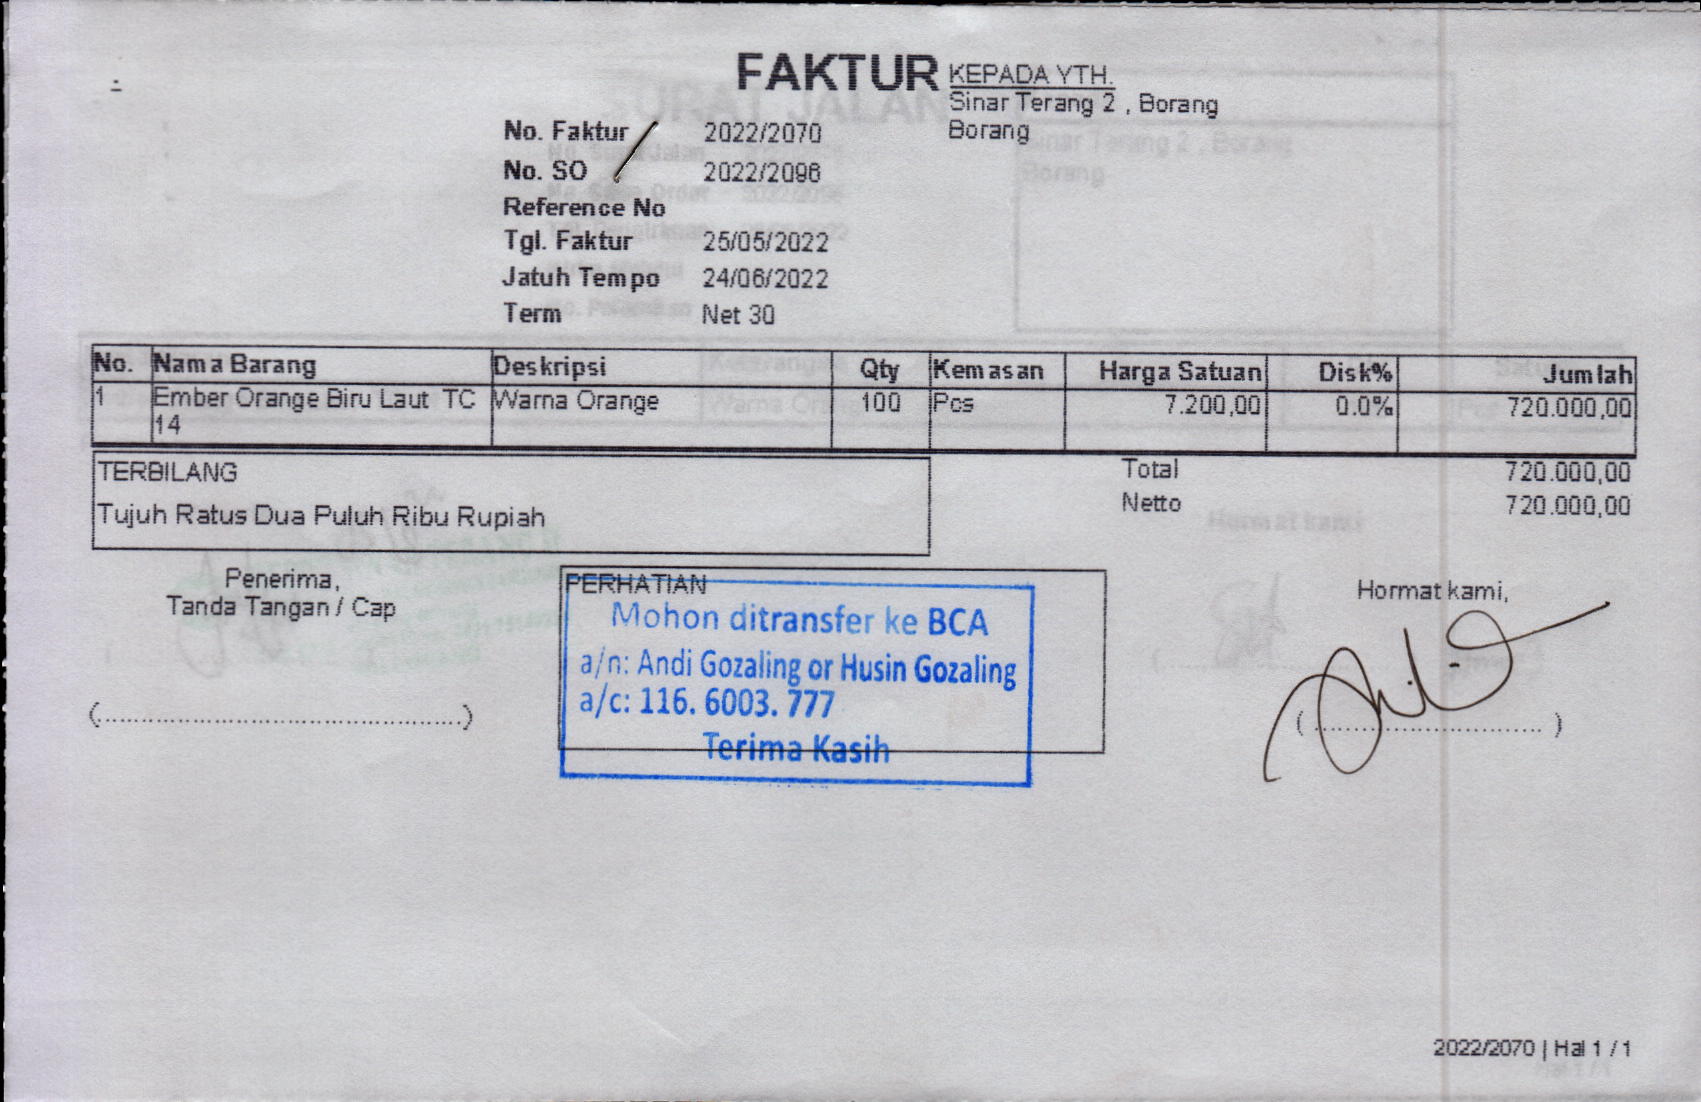 FAKTUR
KEPADA YTH.
Sinar Terang 2 , Borang
Borang
No. Faktur 2022/2070
No. SO 2022/2096
Reference No
Tgl. Faktur 25/05/2022
Jatuh Tempo 24/06/2022
Term Net 30
No. Nama Barang Deskripsi Qty Kemasan Harga Satuan Disk% Jumlah
1 Ember Orange Biru Laut TC Warna Orange 100 Pcs 7.200,00 0.0% 720.000,00
14
TERBILANG
Tujuh Ratus Dua Puluh Ribu Rupiah
Total 720.000,00
Netto 720.000,00
Penerima,
Tanda Tangan / Cap
(..............................................)
PERHATIAN
Mohon ditransfer ke BCA
a/n: Andi Gozaling or Husin Gozaling
a/c: 116. 6003. 777
Terima Kasih
Hormat kami,
(................................)
2022/2070 | Hal 1 / 1